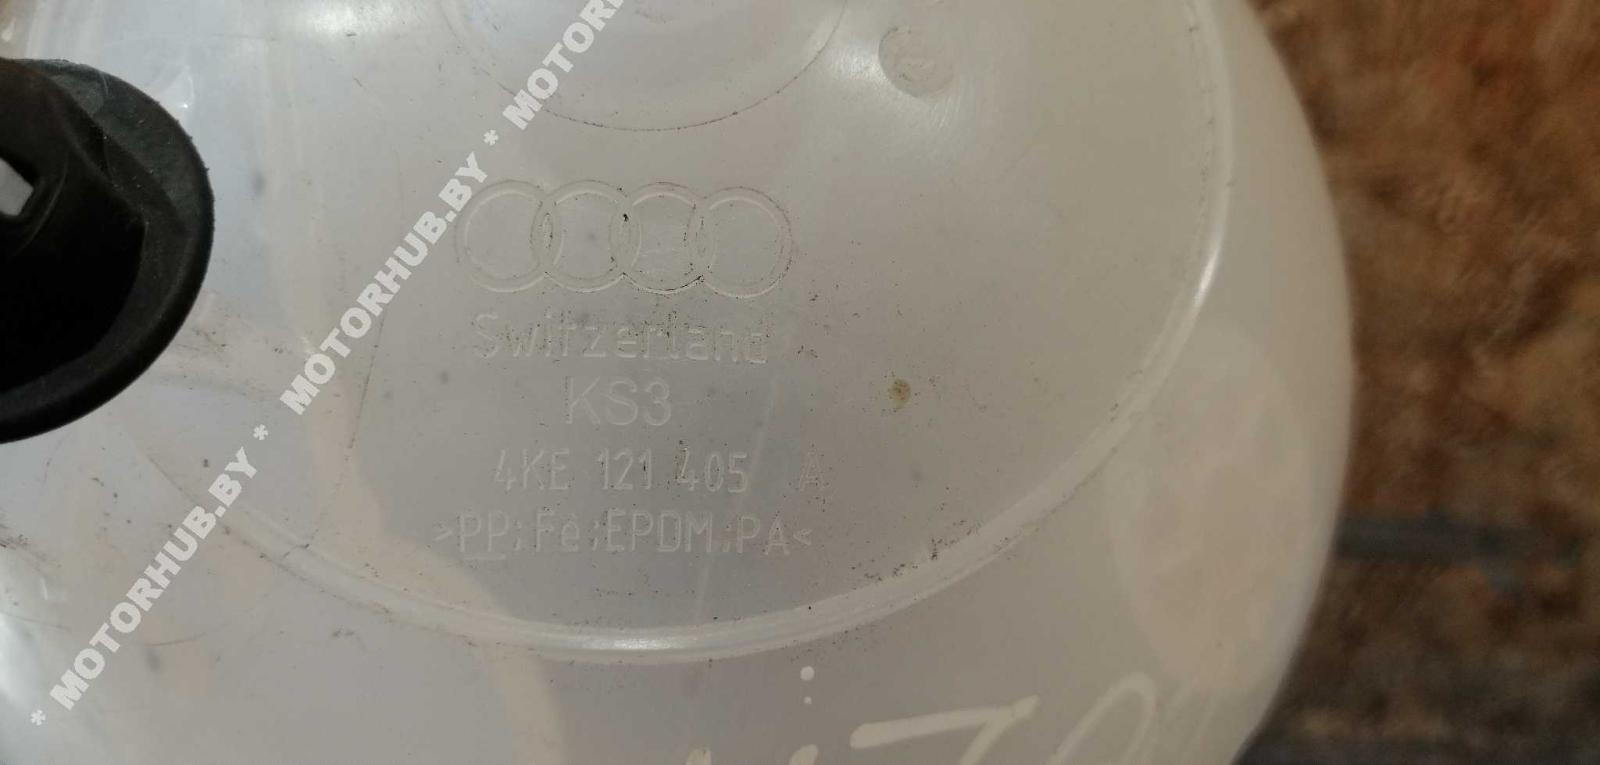 Switzerland
KS3
4KE 121 405 A
>PP;Fe;EPDM;PA<
* MOTORHUB.BY * MOTORHUB.BY * MOTORHUB.BY * MOTOR